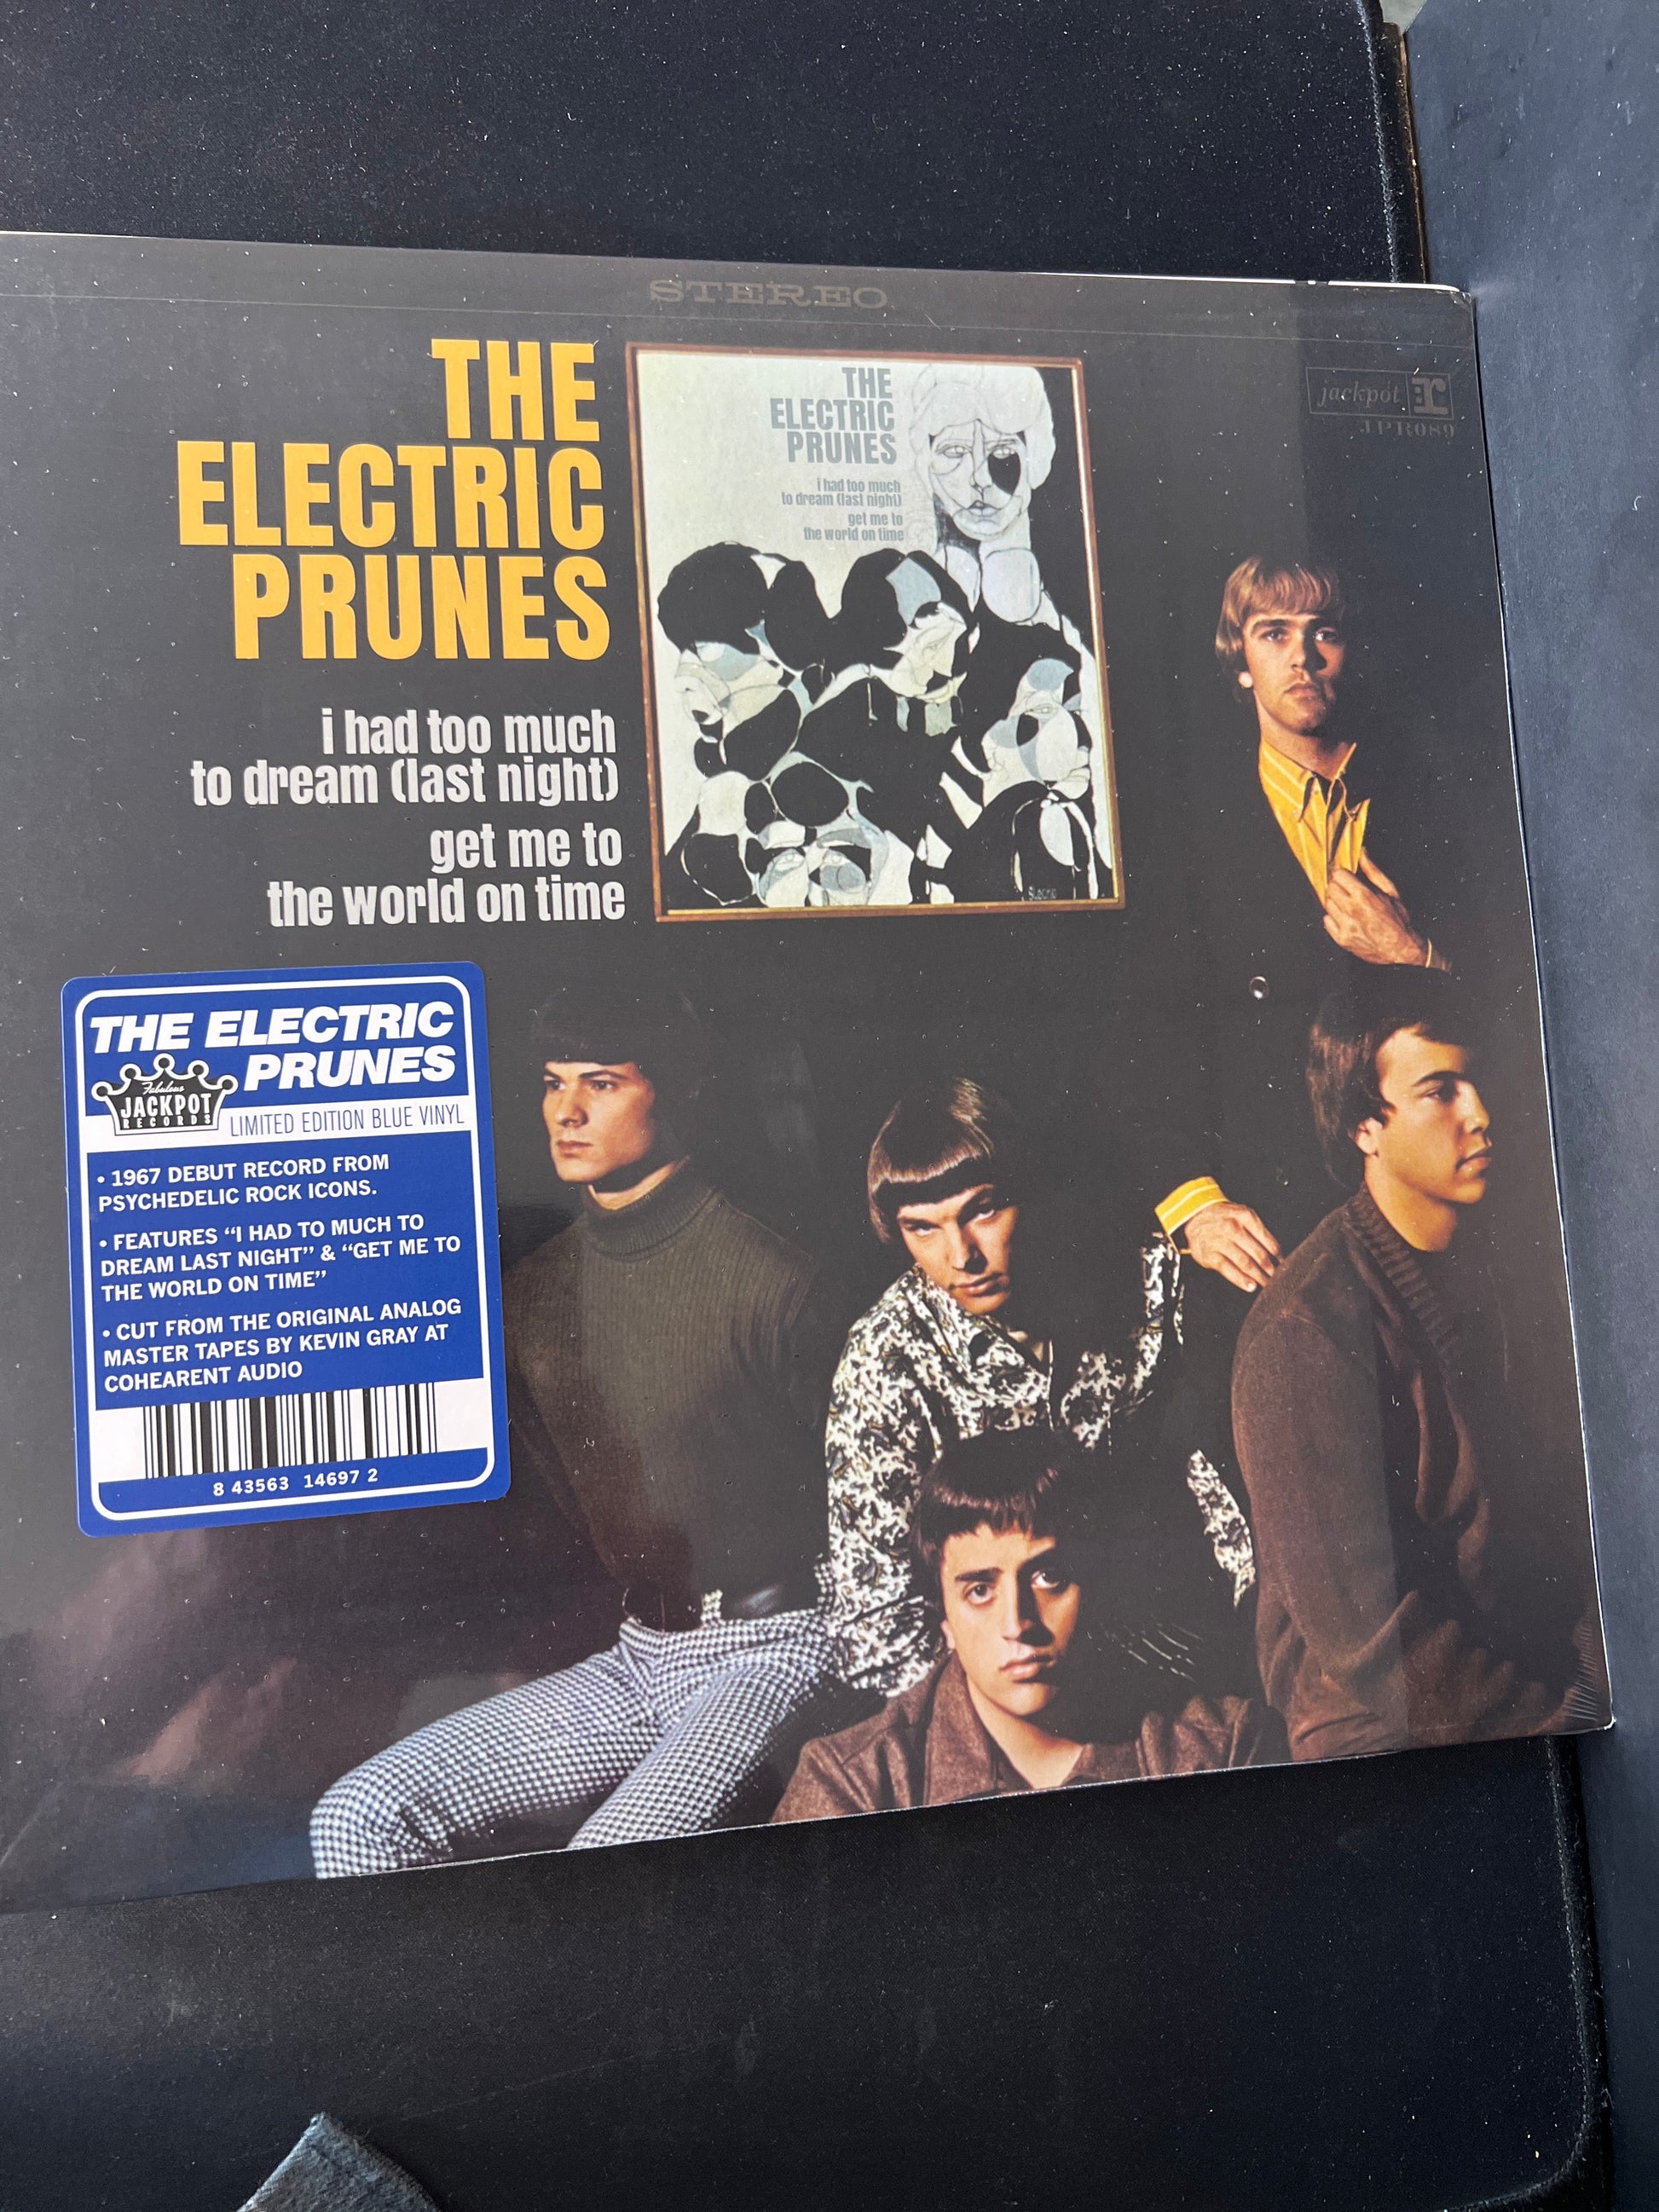 STEREO
THE
ELECTRIC
PRUNES
i had too much
to dream (last night)
get me to
the world on time
THE
ELECTRIC
PRUNES
i had too much
to dream (last night)
get me to
the world on time
jackpot r
JPR089
THE ELECTRIC
PRUNES
Fabulous
JACKPOT
RECORDS
LIMITED EDITION BLUE VINYL
• 1967 DEBUT RECORD FROM
PSYCHEDELIC ROCK ICONS.
• FEATURES “I HAD TO MUCH TO
DREAM LAST NIGHT” & “GET ME TO
THE WORLD ON TIME”
• CUT FROM THE ORIGINAL ANALOG
MASTER TAPES BY KEVIN GRAY AT
COHEARENT AUDIO
8 43563 14697 2